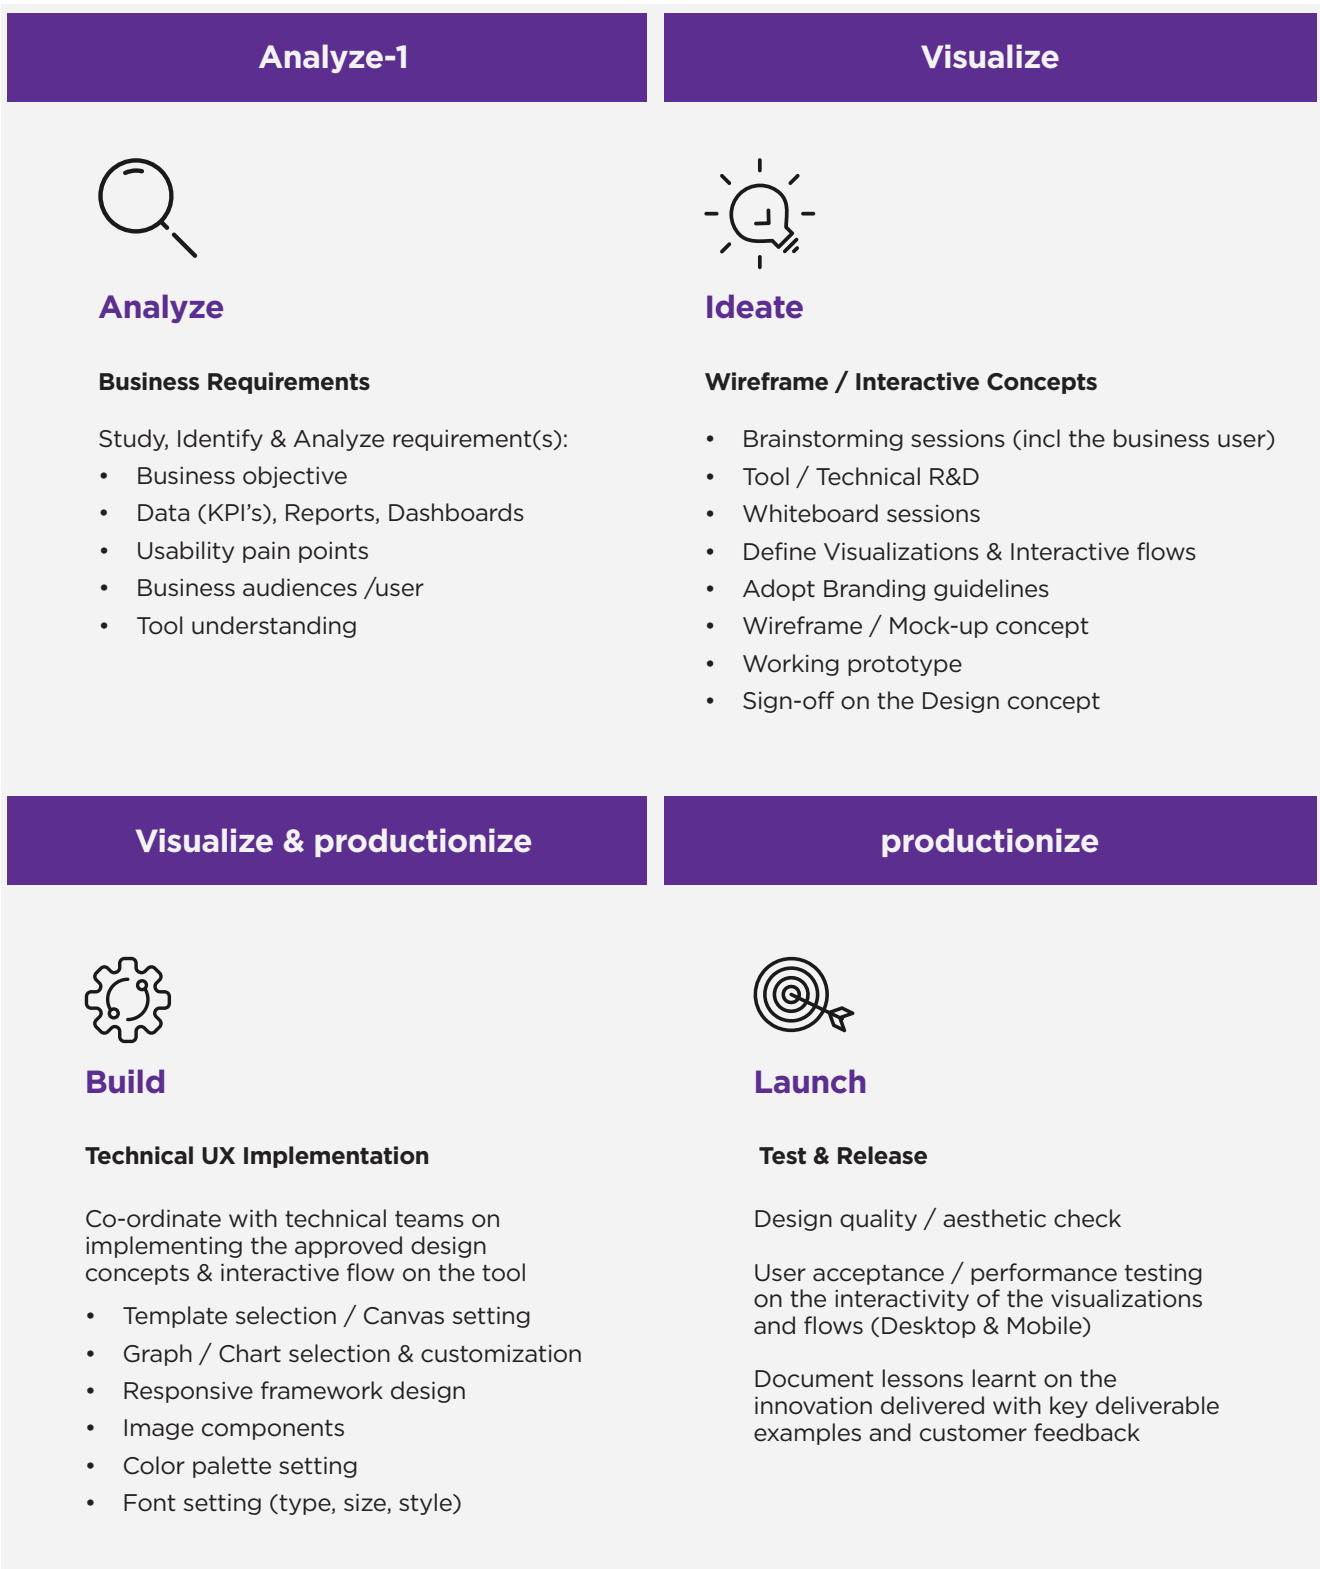 Analyze-1
Analyze
Business Requirements
Study, Identify & Analyze requirement(s):
• Business objective
• Data (KPI's), Reports, Dashboards
• Usability pain points
• Business audiences /user
• Tool understanding
Visualize
Ideate
Wireframe / Interactive Concepts
• Brainstorming sessions (incl the business user)
• Tool / Technical R&D
• Whiteboard sessions
• Define Visualizations & Interactive flows
• Adopt Branding guidelines
• Wireframe / Mock-up concept
• Working prototype
• Sign-off on the Design concept
Visualize & productionize
Build
Technical UX Implementation
Co-ordinate with technical teams on
implementing the approved design
concepts & interactive flow on the tool
• Template selection / Canvas setting
• Graph / Chart selection & customization
• Responsive framework design
• Image components
• Color palette setting
• Font setting (type, size, style)
productionize
Launch
Test & Release
Design quality / aesthetic check
User acceptance / performance testing
on the interactivity of the visualizations
and flows (Desktop & Mobile)
Document lessons learnt on the
innovation delivered with key deliverable
examples and customer feedback